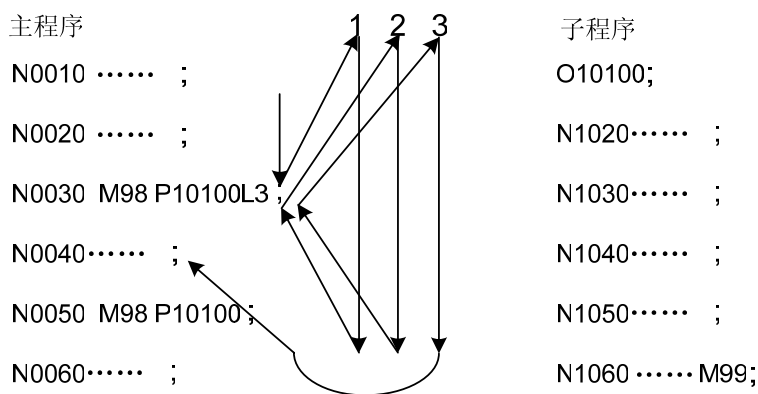 主程序
N0010 …… ;
N0020 …… ;
N0030 M98 P10100L3 ;
N0040…… ;
N0050 M98 P10100 ;
N0060…… ;
1 2 3
子程序
O10100;
N1020…… ;
N1030…… ;
N1040…… ;
N1050…… ;
N1060 …… M99;